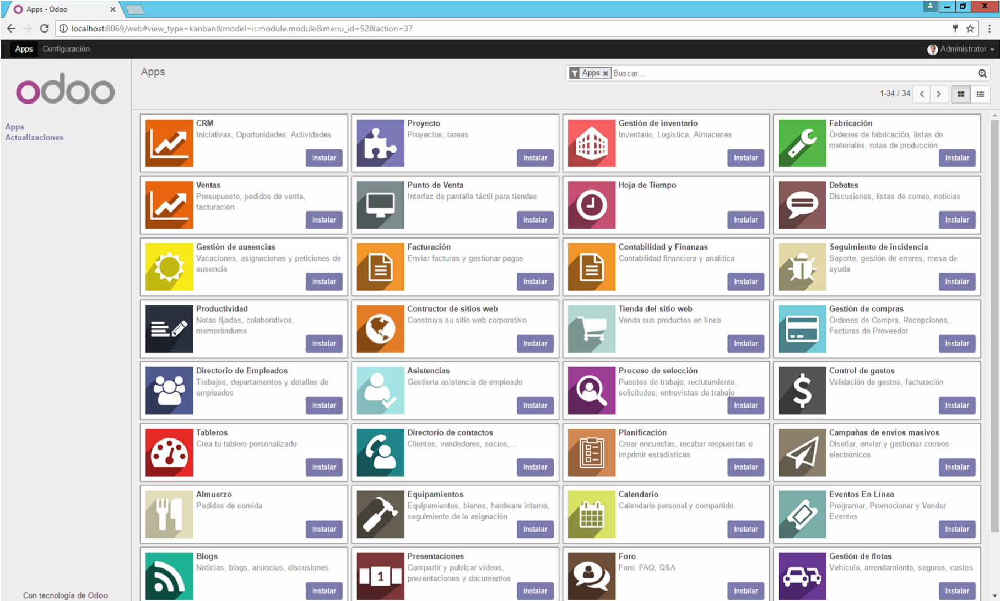 Apps - Odoo
localhost:8069/web#view_type=kanban&model=ir.module.module&menu_id=52&action=37
Apps Configuración Administrator
odoo
Apps
Actualizaciones
Apps
Apps Buscar...
1-34 / 34
CRM
Iniciativas, Oportunidades, Actividades
Instalar
Proyecto
Proyectos, tareas
Instalar
Gestión de inventario
Inventario, Logística, Almacenes
Instalar
Fabricación
Órdenes de fabricación, listas de
materiales, rutas de producción
Instalar
Ventas
Presupuesto, pedidos de venta,
facturación
Instalar
Punto de Venta
Interfaz de pantalla táctil para tiendas
Instalar
Hoja de Tiempo
Instalar
Debates
Discusiones, listas de correo, noticias
Instalar
Gestión de ausencias
Vacaciones, asignaciones y peticiones de
ausencia
Instalar
Facturación
Enviar facturas y gestionar pagos
Instalar
Contabilidad y Finanzas
Contabilidad financiera y analítica
Instalar
Seguimiento de incidencia
Soporte, gestión de errores, mesa de
ayuda
Instalar
Productividad
Notas fijadas, colaborativos,
memorándums
Instalar
Contructor de sitios web
Construya su sitio web corporativo
Instalar
Tienda del sitio web
Venda sus productos en línea
Instalar
Gestión de compras
Órdenes de Compra, Recepciones,
Facturas de Proveedor
Instalar
Directorio de Empleados
Trabajos, departamentos y detalles de
empleados
Instalar
Asistencias
Gestiona asistencia de empleado
Instalar
Proceso de selección
Puestos de trabajo, reclutamiento,
solicitudes, entrevistas de trabajo
Instalar
Control de gastos
Validación de gastos, facturación
Instalar
Tableros
Crea tu tablero personalizado
Instalar
Directorio de contactos
Clientes, vendedores, socios,...
Instalar
Planificación
Crear encuestas, recabar respuestas e
imprimir estadísticas
Instalar
Campañas de envíos masivos
Diseñar, enviar y gestionar correos
electrónicos
Instalar
Almuerzo
Pedidos de comida
Instalar
Equipamientos
Equipamientos, bienes, hardware interno,
seguimiento de la asignación
Instalar
Calendario
Calendario personal y compartido
Instalar
Eventos En Línea
Programar, Promocionar y Vender
Eventos
Instalar
Blogs
Noticias, blogs, anuncios, discusiones
Instalar
Presentaciones
Compartir y publicar vídeos,
presentaciones y documentos
1
Instalar
Foro
Foro, FAQ, Q&A
Instalar
Gestión de flotas
Vehículo, arrendamiento, seguros, costes
Instalar
Con tecnología de Odoo